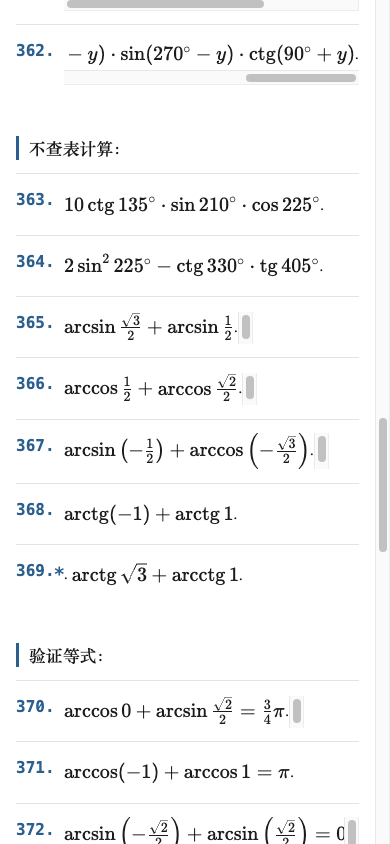 362. − y) · sin(270° − y) · ctg(90° + y).
不查表计算:
363. 10 ctg 135° · sin 210° · cos 225°.
364. 2 sin² 225° − ctg 330° · tg 405°.
365. arcsin √3/2 + arcsin 1/2.
366. arccos 1/2 + arccos √2/2.
367. arcsin (−1/2) + arccos (−√3/2).
368. arctg(−1) + arctg 1.
369.*. arctg √3 + arcctg 1.
验证等式:
370. arccos 0 + arcsin √2/2 = 3/4 π.
371. arccos(−1) + arccos 1 = π.
372. arcsin (−√2/2) + arcsin (√2/2) = 0